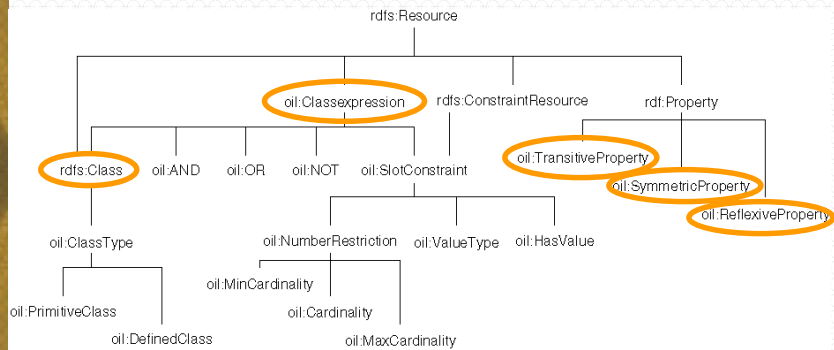 rdfs:Resource
oil:Classexpression
rdfs:ConstraintResource
rdf:Property
rdfs:Class
oil:AND
oil:OR
oil:NOT
oil:SlotConstraint
oil:TransitiveProperty
oil:SymmetricProperty
oil:ReflexiveProperty
oil:ClassType
oil:NumberRestriction
oil:ValueType
oil:HasValue
oil:MinCardinality
oil:PrimitiveClass
oil:Cardinality
oil:DefinedClass
oil:MaxCardinality